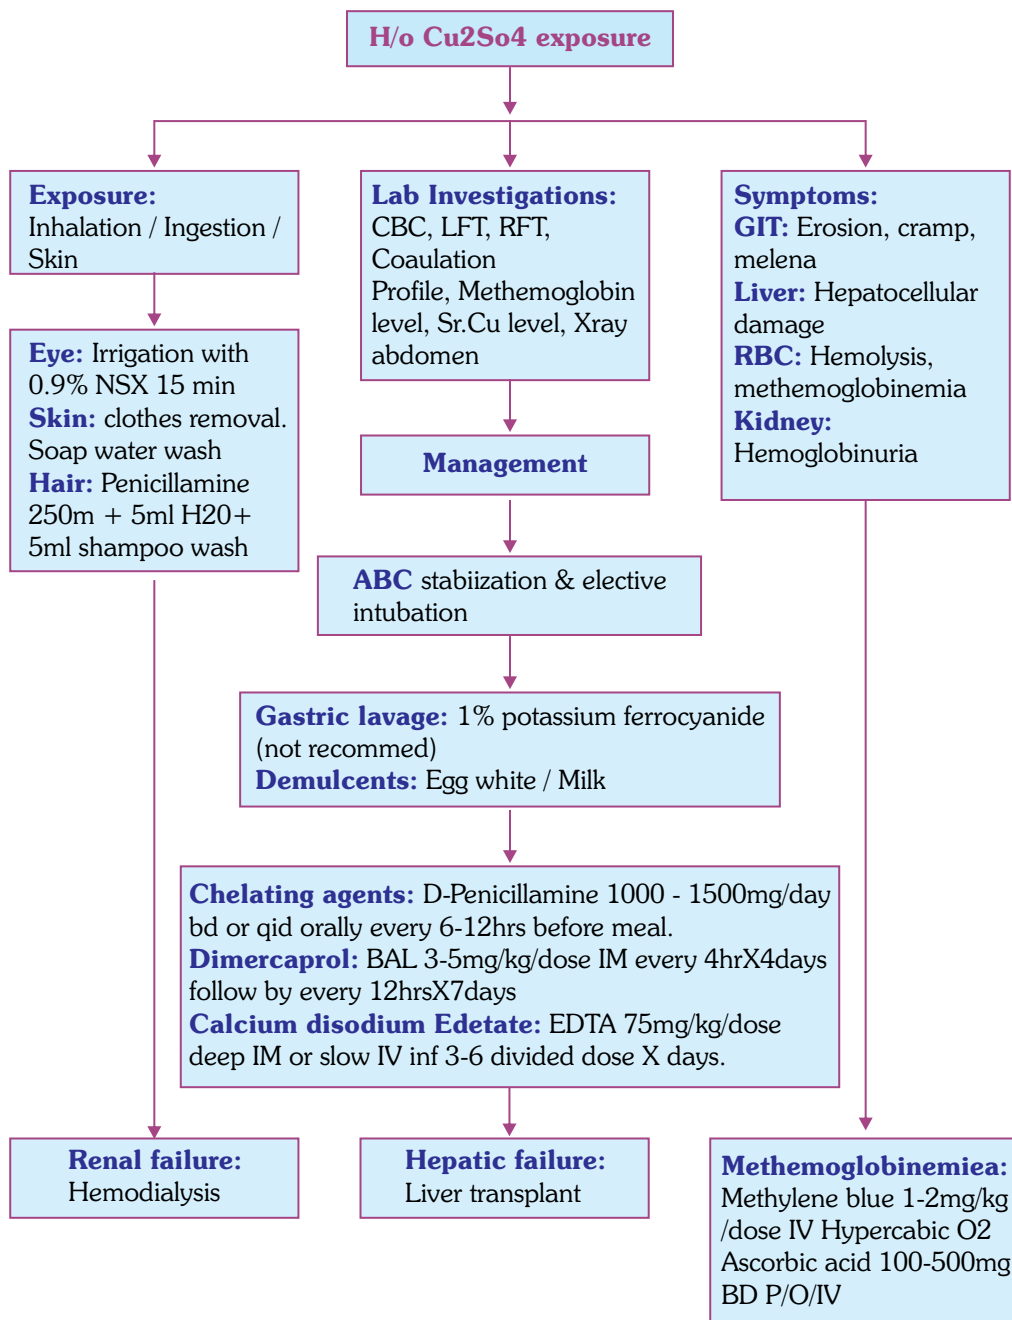 H/o Cu2So4 exposure
Exposure:
Inhalation / Ingestion /
Skin
Eye: Irrigation with
0.9% NSX 15 min
Skin: clothes removal.
Soap water wash
Hair: Penicillamine
250m + 5ml H20+
5ml shampoo wash
Lab Investigations:
CBC, LFT, RFT,
Coaulation
Profile, Methemoglobin
level, Sr.Cu level, Xray
abdomen
Management
ABC stabiization & elective
intubation
Gastric lavage: 1% potassium ferrocyanide
(not recommed)
Demulcents: Egg white / Milk
Chelating agents: D-Penicillamine 1000 - 1500mg/day
bd or qid orally every 6-12hrs before meal.
Dimercaprol: BAL 3-5mg/kg/dose IM every 4hrX4days
follow by every 12hrsX7days
Calcium disodium Edetate: EDTA 75mg/kg/dose
deep IM or slow IV inf 3-6 divided dose X days.
Symptoms:
GIT: Erosion, cramp,
melena
Liver: Hepatocellular
damage
RBC: Hemolysis,
methemoglobinemia
Kidney:
Hemoglobinuria
Renal failure:
Hemodialysis
Hepatic failure:
Liver transplant
Methemoglobinemiea:
Methylene blue 1-2mg/kg
/dose IV Hypercabic O2
Ascorbic acid 100-500mg
BD P/O/IV